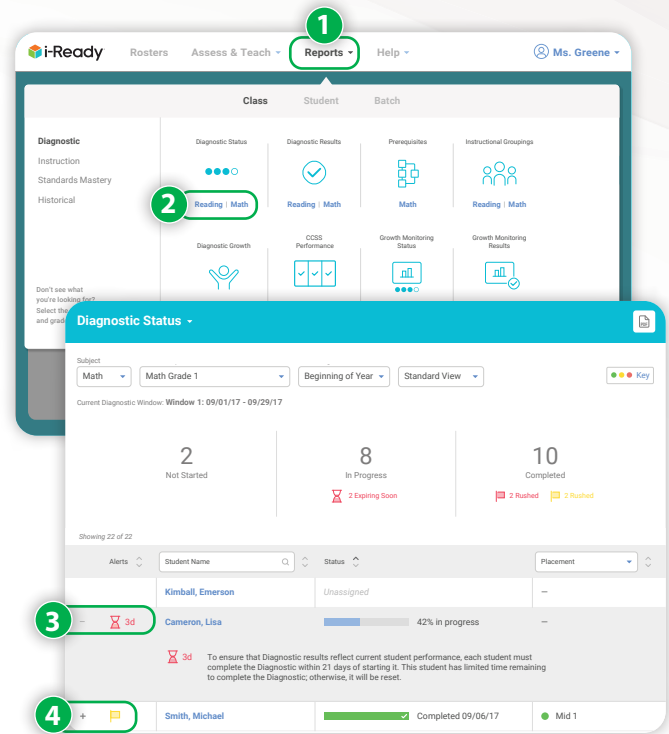 1
i-Ready Rosters Assess & Teach Reports Help Ms. Greene
Class Student Batch
Diagnostic
Instruction
Standards Mastery
Historical
Diagnostic Status Diagnostic Results Prerequisites Instructional Groupings
2
Reading | Math Reading | Math Math Reading | Math
Diagnostic Growth CCSS Performance Growth Monitoring Status Growth Monitoring Results
Don't see what
you're looking for?
Select the
and grade
Diagnostic Status
Subject
Math Math Grade 1 Beginning of Year Standard View Key
Current Diagnostic Window: Window 1: 09/01/17 - 09/29/17
2 8 10
Not Started In Progress Completed
2 Expiring Soon 2 Rushed 2 Rushed
Showing 22 of 22
Alerts Student Name Status Placement
Kimball, Emerson Unassigned –
3 – 3d Cameron, Lisa 42% in progress –
3d To ensure that Diagnostic results reflect current student performance, each student must
complete the Diagnostic within 21 days of starting it. This student has limited time remaining
to complete the Diagnostic; otherwise, it will be reset.
4 + Smith, Michael Completed 09/06/17 Mid 1